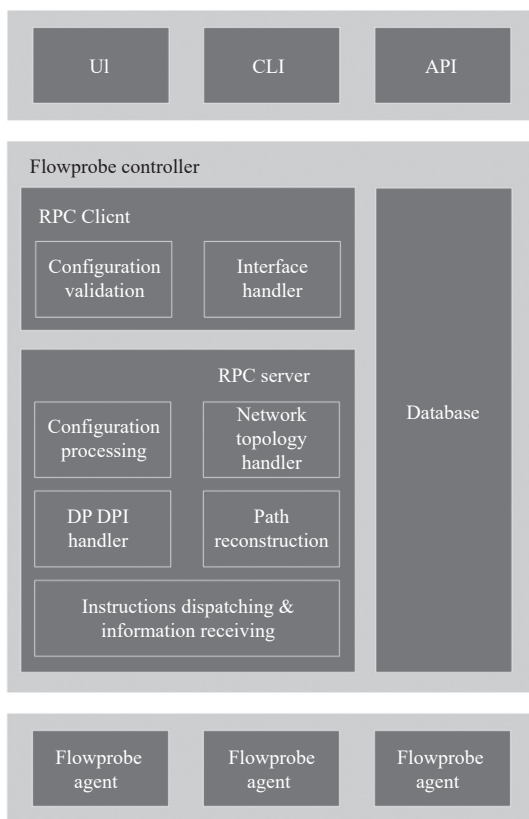 UI
CLI
API
Flowprobe controller
RPC Client
Configuration
validation
Interface
handler
RPC server
Configuration
processing
Network
topology
handler
DP DPI
handler
Path
reconstruction
Instructions dispatching &
information receiving
Database
Flowprobe
agent
Flowprobe
agent
Flowprobe
agent